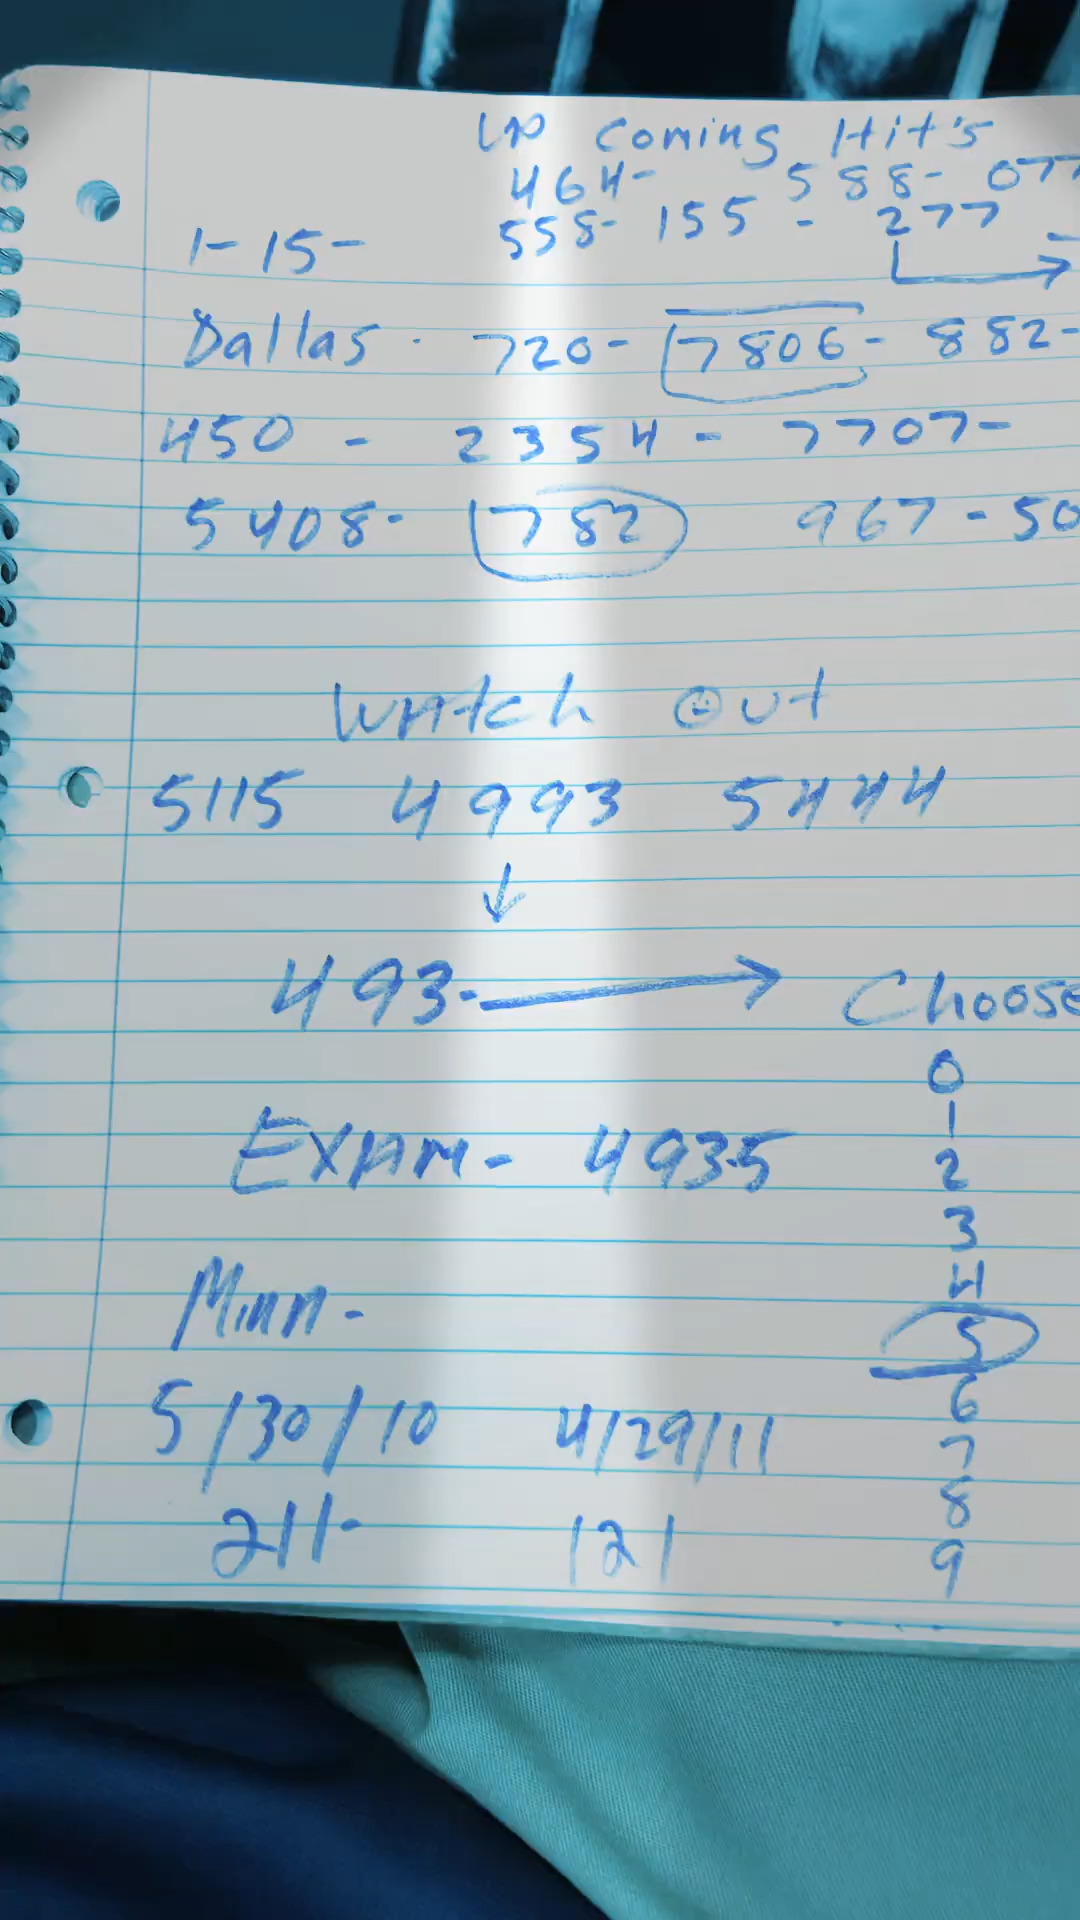 Up Coming Hit's
464- 588- 077
558- 155 - 277
1-15-
Dallas. 720- 7806- 882-
450 - 2354 - 7707-
5408- 782 967-50
Watch Out
5115 4993 5444
493- Choose
0
1
2
Exam- 4935
3
4
Minn-
5
6
5/30/10 4/29/11
7
8
211- 121
9